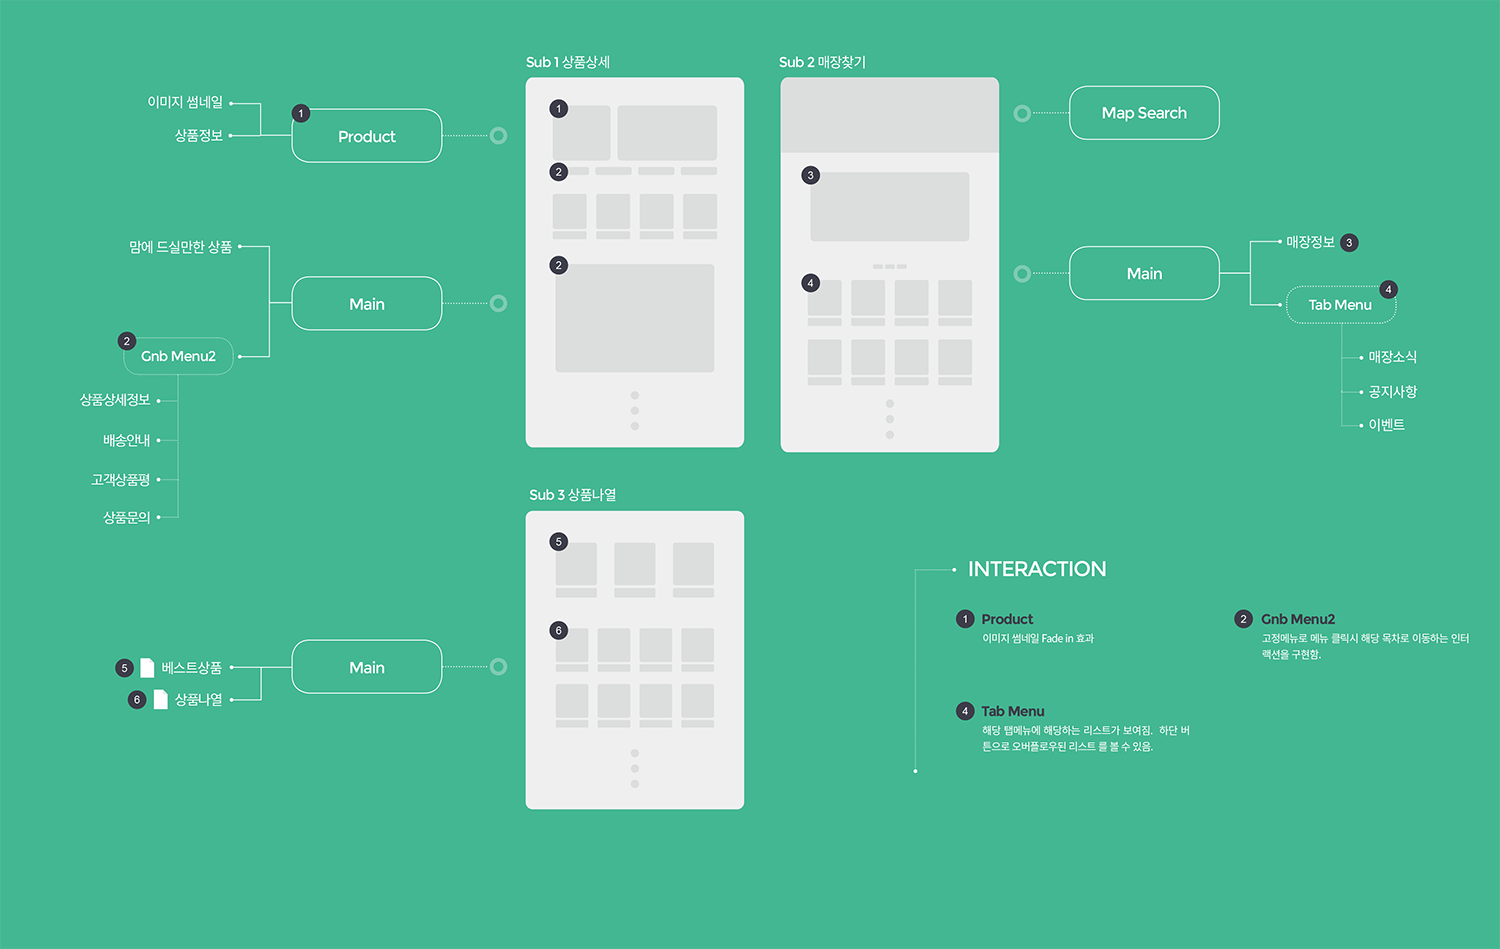 Sub 1 상품상세
이미지 썸네일
상품정보
1
Product
1
2
2
맘에 드실만한 상품
Main
2
Gnb Menu2
상품상세정보
배송안내
고객상품평
상품문의
Sub 2 매장찾기
3
4
Map Search
Main
매장정보 3
4
Tab Menu
매장소식
공지사항
이벤트
Sub 3 상품나열
5
6
5 베스트상품
6 상품나열
Main
INTERACTION
1 Product
이미지 썸네일 Fade in 효과
2 Gnb Menu2
고정메뉴로 메뉴 클릭시 해당 목차로 이동하는 인터
랙션을 구현함.
4 Tab Menu
해당 탭메뉴에 해당하는 리스트가 보여짐. 하단 버
튼으로 오버플로우된 리스트 를 볼 수 있음.